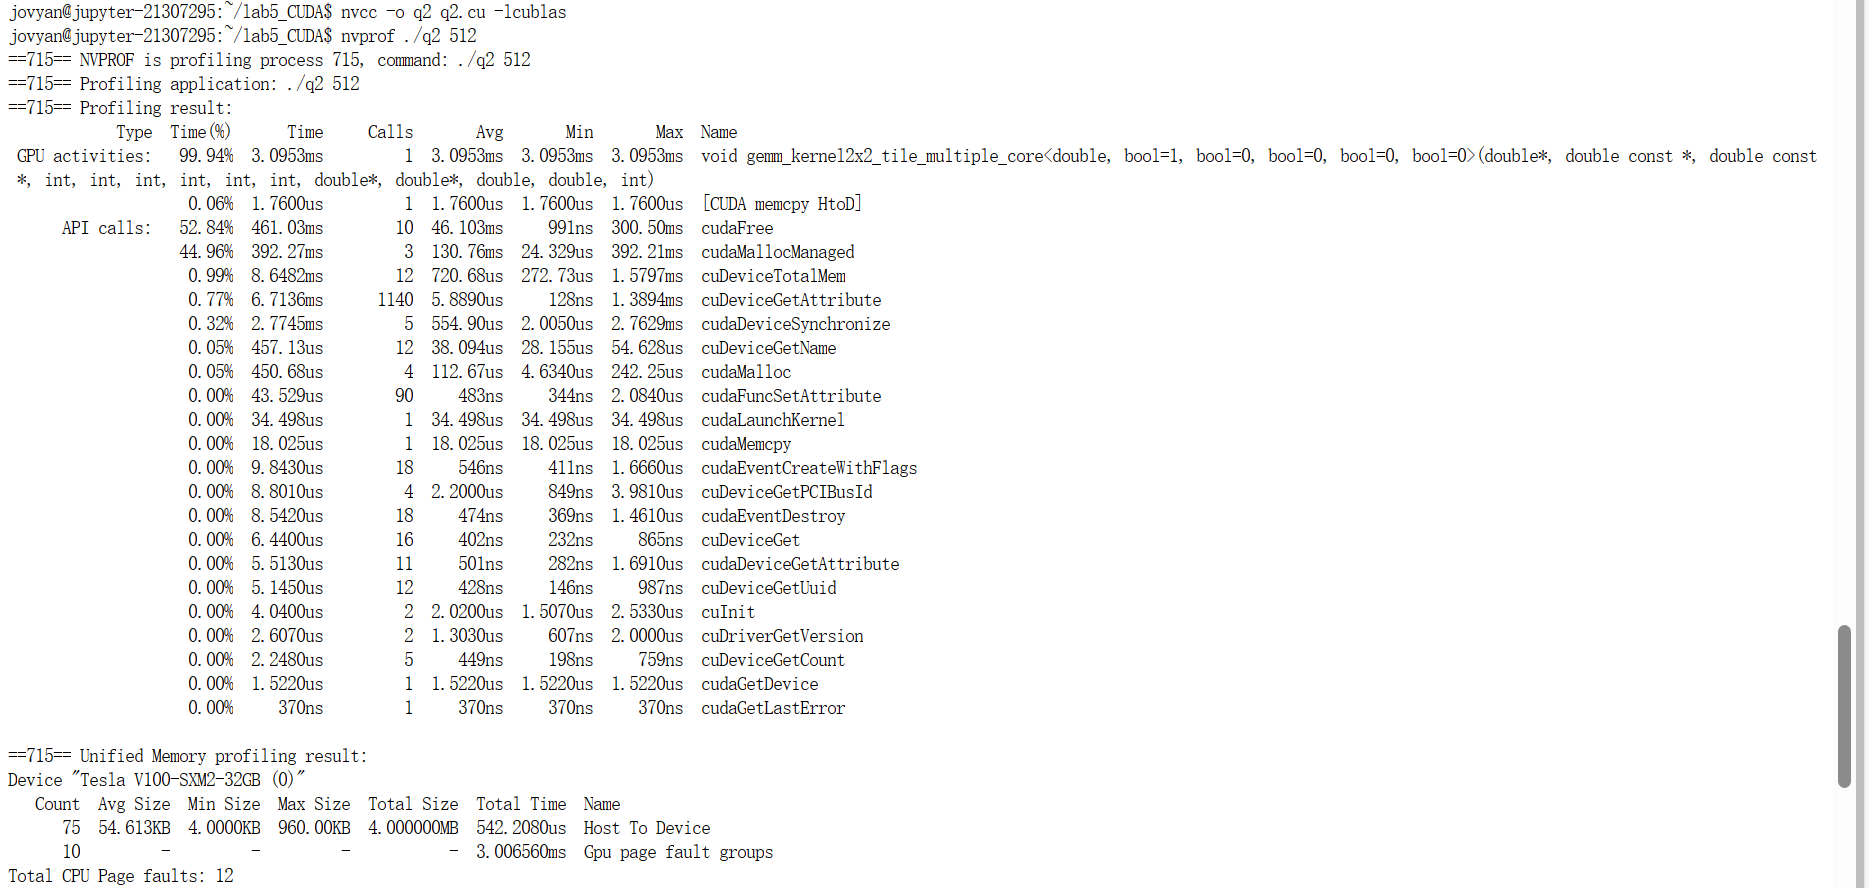 jovyan@jupyter-21307295:~/lab5_CUDA$ nvcc -o q2 q2.cu -lcublas
jovyan@jupyter-21307295:~/lab5_CUDA$ nvprof ./q2 512
==715== NVPROF is profiling process 715, command: ./q2 512
==715== Profiling application: ./q2 512
==715== Profiling result:
Type Time(%) Time Calls Avg Min Max Name
GPU activities: 99.94% 3.0953ms 1 3.0953ms 3.0953ms 3.0953ms void gemm_kernel2x2_tile_multiple_core<double, bool=1, bool=0, bool=0, bool=0, bool=0>(double*, double const *, double const
*, int, int, int, int, int, int, double*, double*, double, double, int)
0.06% 1.7600us 1 1.7600us 1.7600us 1.7600us [CUDA memcpy HtoD]
API calls: 52.84% 461.03ms 10 46.103ms 991ns 300.50ms cudaFree
44.96% 392.27ms 3 130.76ms 24.329us 392.21ms cudaMallocManaged
0.99% 8.6482ms 12 720.68us 272.73us 1.5797ms cuDeviceTotalMem
0.77% 6.7136ms 1140 5.8890us 128ns 1.3894ms cuDeviceGetAttribute
0.32% 2.7745ms 5 554.90us 2.0050us 2.7629ms cudaDeviceSynchronize
0.05% 457.13us 12 38.094us 28.155us 54.628us cuDeviceGetName
0.05% 450.68us 4 112.67us 4.6340us 242.25us cudaMalloc
0.00% 43.529us 90 483ns 344ns 2.0840us cudaFuncSetAttribute
0.00% 34.498us 1 34.498us 34.498us 34.498us cudaLaunchKernel
0.00% 18.025us 1 18.025us 18.025us 18.025us cudaMemcpy
0.00% 9.8430us 18 546ns 411ns 1.6660us cudaEventCreateWithFlags
0.00% 8.8010us 4 2.2000us 849ns 3.9810us cuDeviceGetPCIBusId
0.00% 8.5420us 18 474ns 369ns 1.4610us cudaEventDestroy
0.00% 6.4400us 16 402ns 232ns 865ns cuDeviceGet
0.00% 5.5130us 11 501ns 282ns 1.6910us cudaDeviceGetAttribute
0.00% 5.1450us 12 428ns 146ns 987ns cuDeviceGetUuid
0.00% 4.0400us 2 2.0200us 1.5070us 2.5330us cuInit
0.00% 2.6070us 2 1.3030us 607ns 2.0000us cuDriverGetVersion
0.00% 2.2480us 5 449ns 198ns 759ns cuDeviceGetCount
0.00% 1.5220us 1 1.5220us 1.5220us 1.5220us cudaGetDevice
0.00% 370ns 1 370ns 370ns 370ns cudaGetLastError
==715== Unified Memory profiling result:
Device "Tesla V100-SXM2-32GB (0)"
Count Avg Size Min Size Max Size Total Size Total Time Name
75 54.613KB 4.0000KB 960.00KB 4.000000MB 542.2080us Host To Device
10 - - - - 3.006560ms Gpu page fault groups
Total CPU Page faults: 12